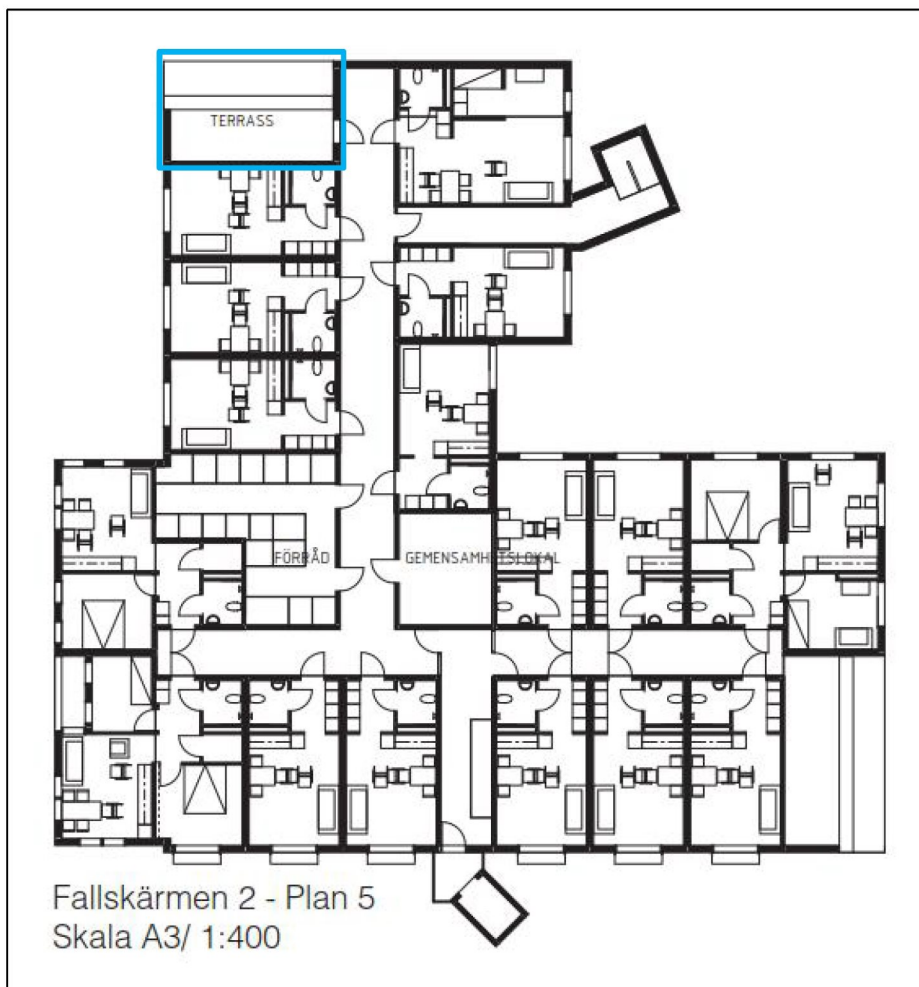 TERRASS
FÖRRÅD
GEMENSAMHETSLOKAL
Fallskärmen 2 - Plan 5
Skala A3/ 1:400